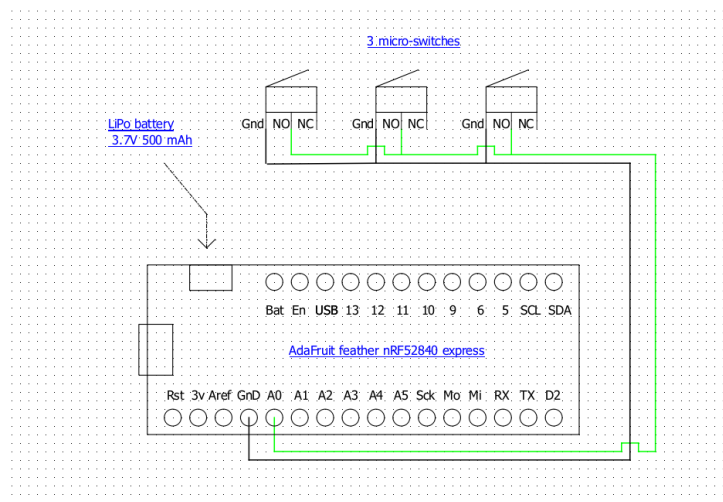 3 micro-switches
Gnd NO NC Gnd NO NC Gnd NO NC
LiPo battery
3.7V 500 mAh
Bat En USB 13 12 11 10 9 6 5 SCL SDA
AdaFruit feather nRF52840 express
Rst 3v Aref GnD A0 A1 A2 A3 A4 A5 Sck Mo Mi RX TX D2